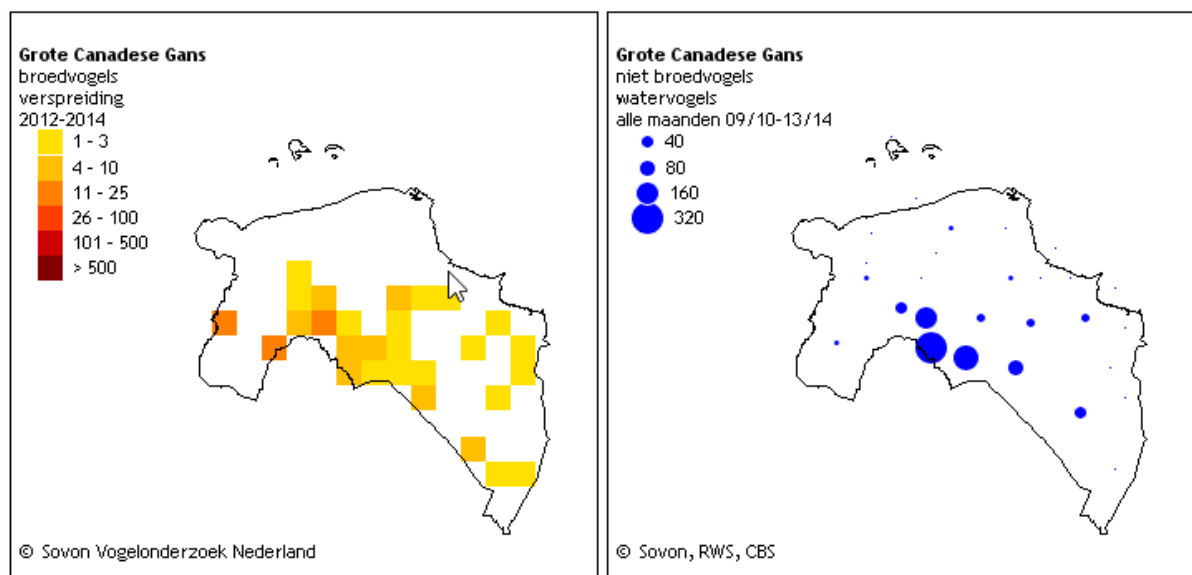 Grote Canadese Gans
broedvogels
verspreiding
2012-2014
1 - 3
4 - 10
11 - 25
26 - 100
101 - 500
> 500
© Sovon Vogelonderzoek Nederland
Grote Canadese Gans
niet broedvogels
watervogels
alle maanden 09/10-13/14
40
80
160
320
© Sovon, RWS, CBS